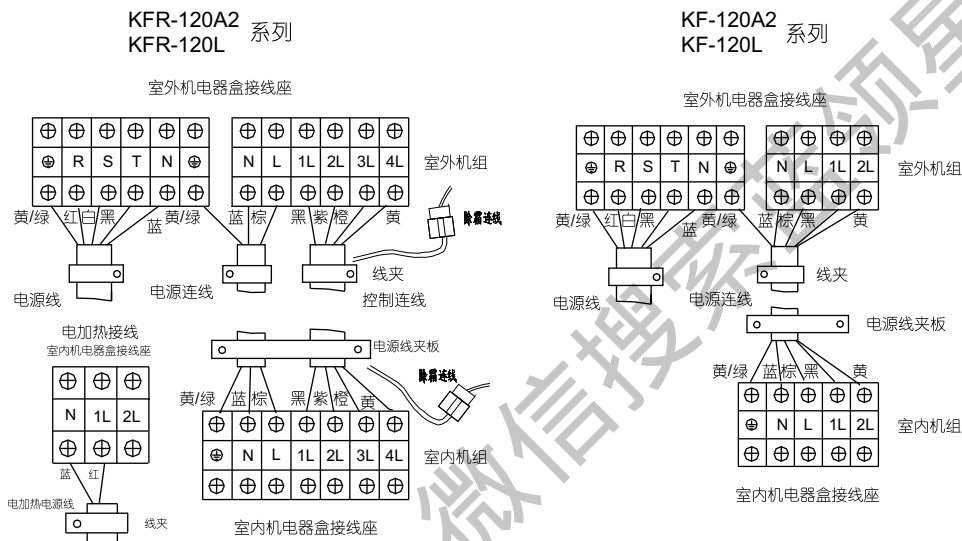 KFR-120A2
KFR-120L
系列
室外机电器盒接线座
R S T N
N L 1L 2L 3L 4L
室外机组
黄/绿 红 白 黑 蓝 黄/绿 蓝 棕 黑 紫 橙 黄
除霜连线
电源线
电源连线
线夹
控制连线
电源线夹板
除霜连线
黄/绿 蓝 棕 黑 紫 橙 黄
N L 1L 2L 3L 4L
室内机组
室内机电器盒接线座
电加热接线
室内机电器盒接线座
N 1L 2L
蓝 红
电加热电源线
线夹
KF-120A2
KF-120L
系列
室外机电器盒接线座
R S T N
N L 1L 2L
室外机组
黄/绿 红 白 黑 蓝 黄/绿 蓝 棕 黑 黄
线夹
电源线
电源连线
电源线夹板
黄/绿 蓝 棕 黑 黄
N L 1L 2L
室内机组
室内机电器盒接线座
微信搜索蓝领星